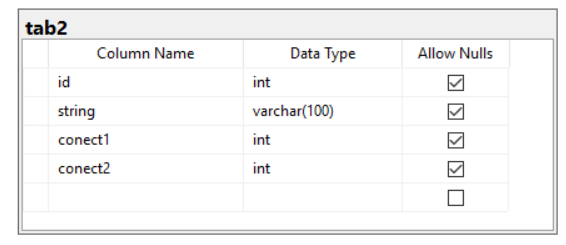 tab2
Column Name Data Type Allow Nulls
id int
string varchar(100)
conect1 int
conect2 int